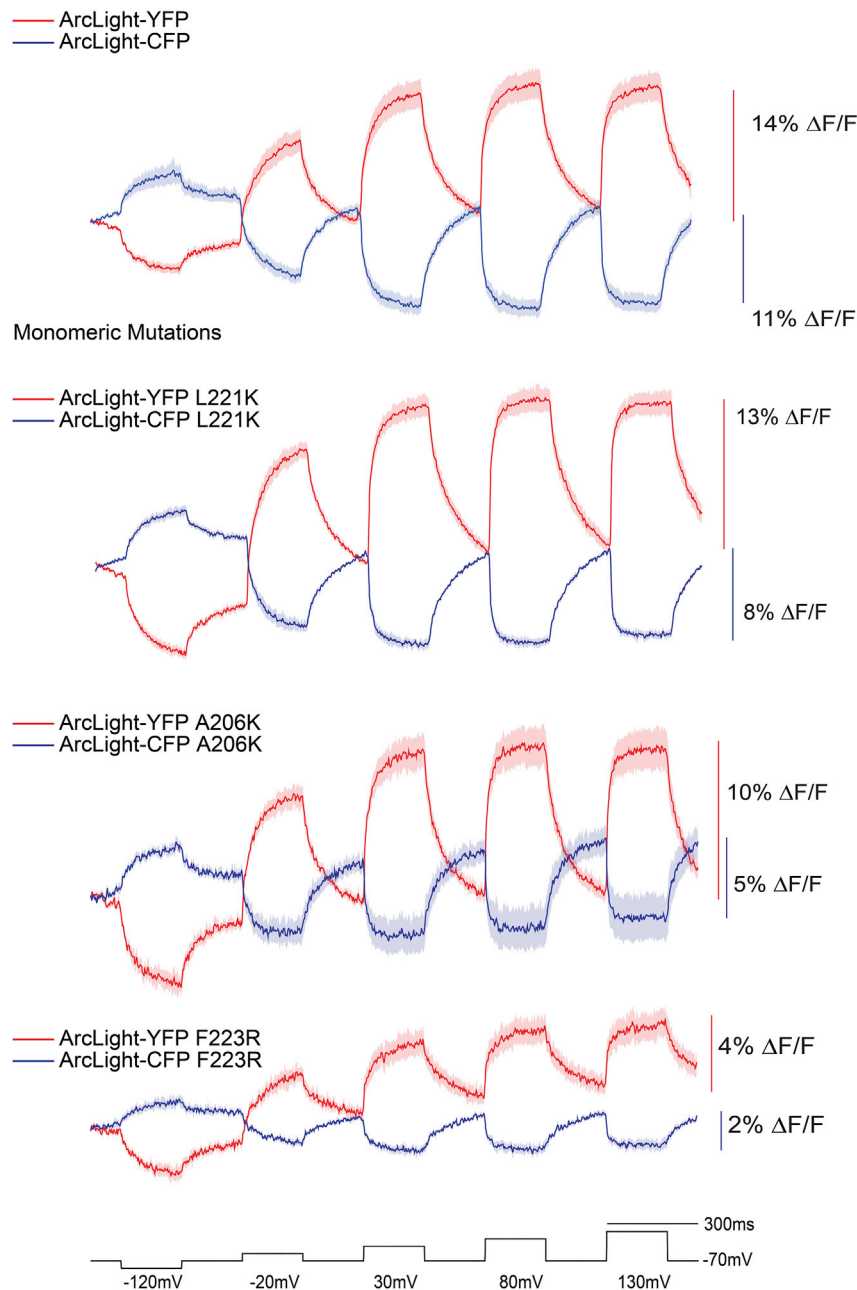 ArcLight-YFP
ArcLight-CFP
14% ΔF/F
11% ΔF/F
Monomeric Mutations
ArcLight-YFP L221K
ArcLight-CFP L221K
13% ΔF/F
8% ΔF/F
ArcLight-YFP A206K
ArcLight-CFP A206K
10% ΔF/F
5% ΔF/F
ArcLight-YFP F223R
ArcLight-CFP F223R
4% ΔF/F
2% ΔF/F
300ms
-70mV
-120mV -20mV 30mV 80mV 130mV